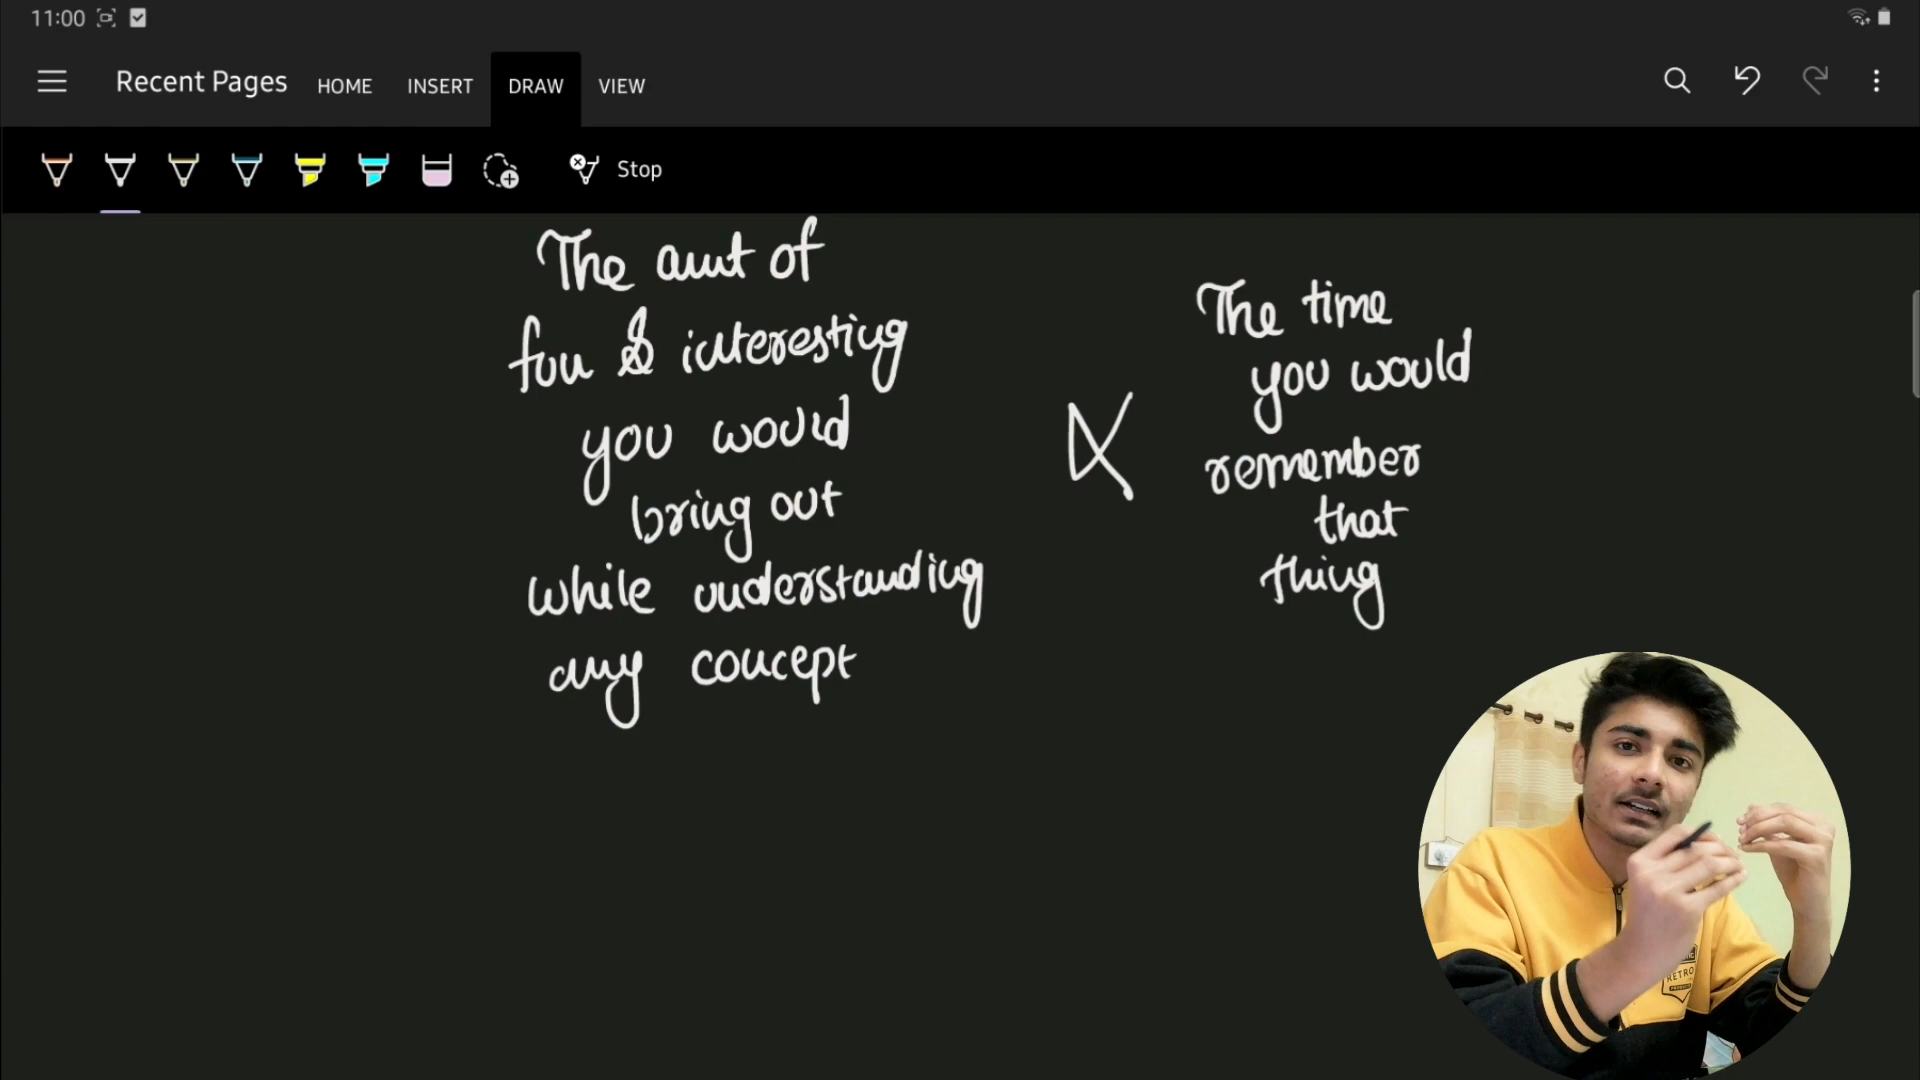 11:00
Recent Pages HOME INSERT DRAW VIEW
Stop
The amt of
fun & interesting
you would
bring out
while understanding
any concept
∝
The time
you would
remember
that
thing
RETRO